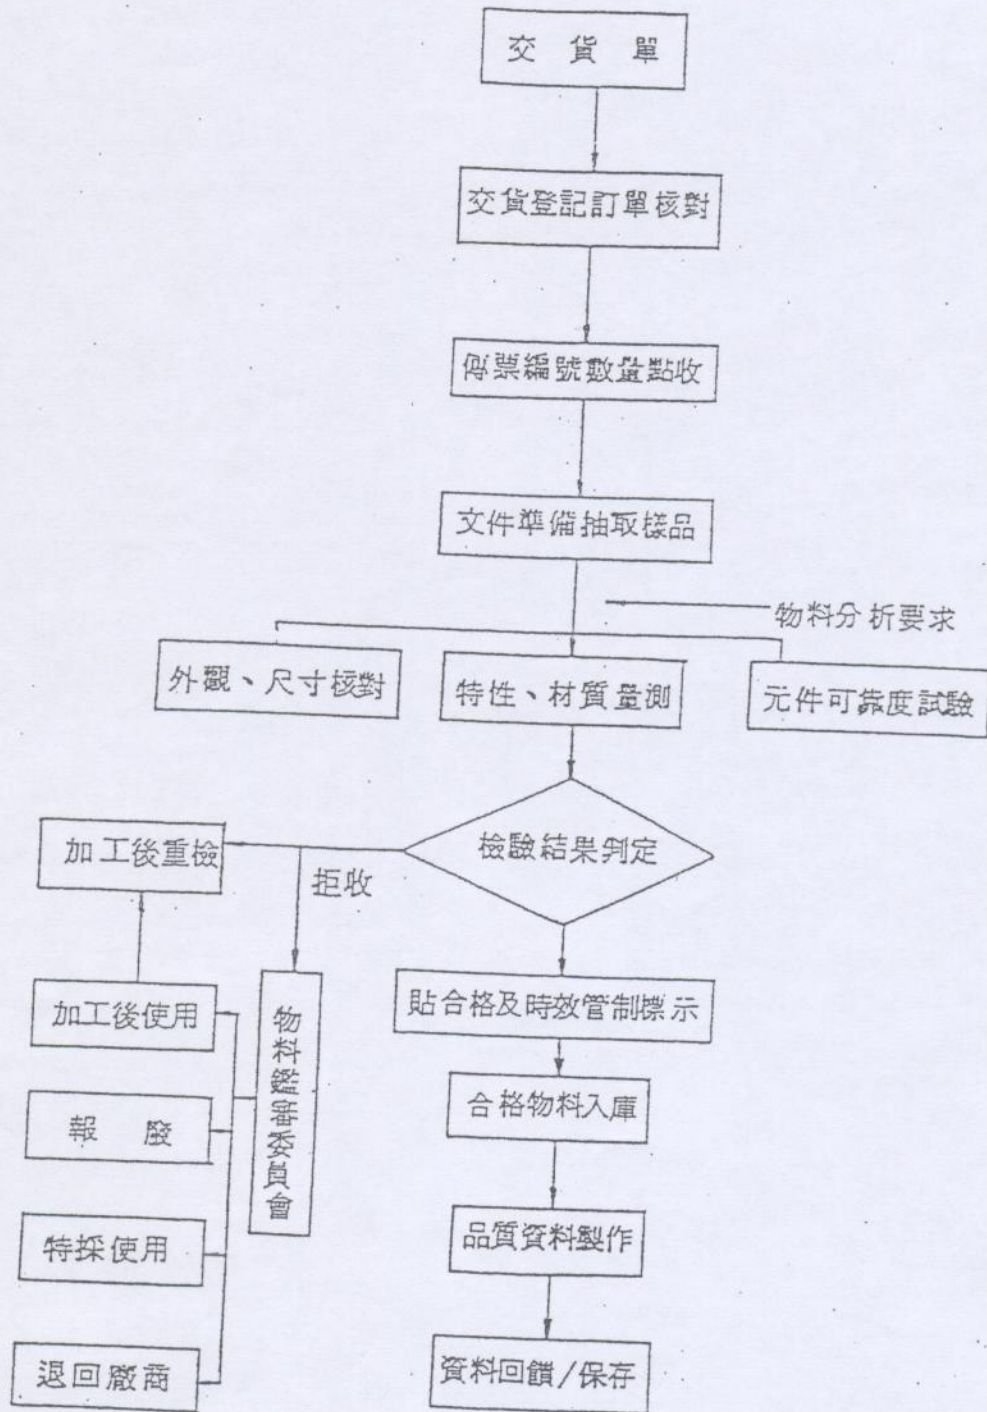 交 貨 單
交貨登記訂單核對
傳票編號數量點收
文件準備抽取樣品
物料分析要求
外觀、尺寸核對
特性、材質量測
元件可靠度試驗
檢驗結果判定
加工後重檢
拒收
貼合格及時效管制標示
加工後使用
物料鑑審委員會
合格物料入庫
報 廢
品質資料製作
特採使用
資料回饋/保存
退回廠商